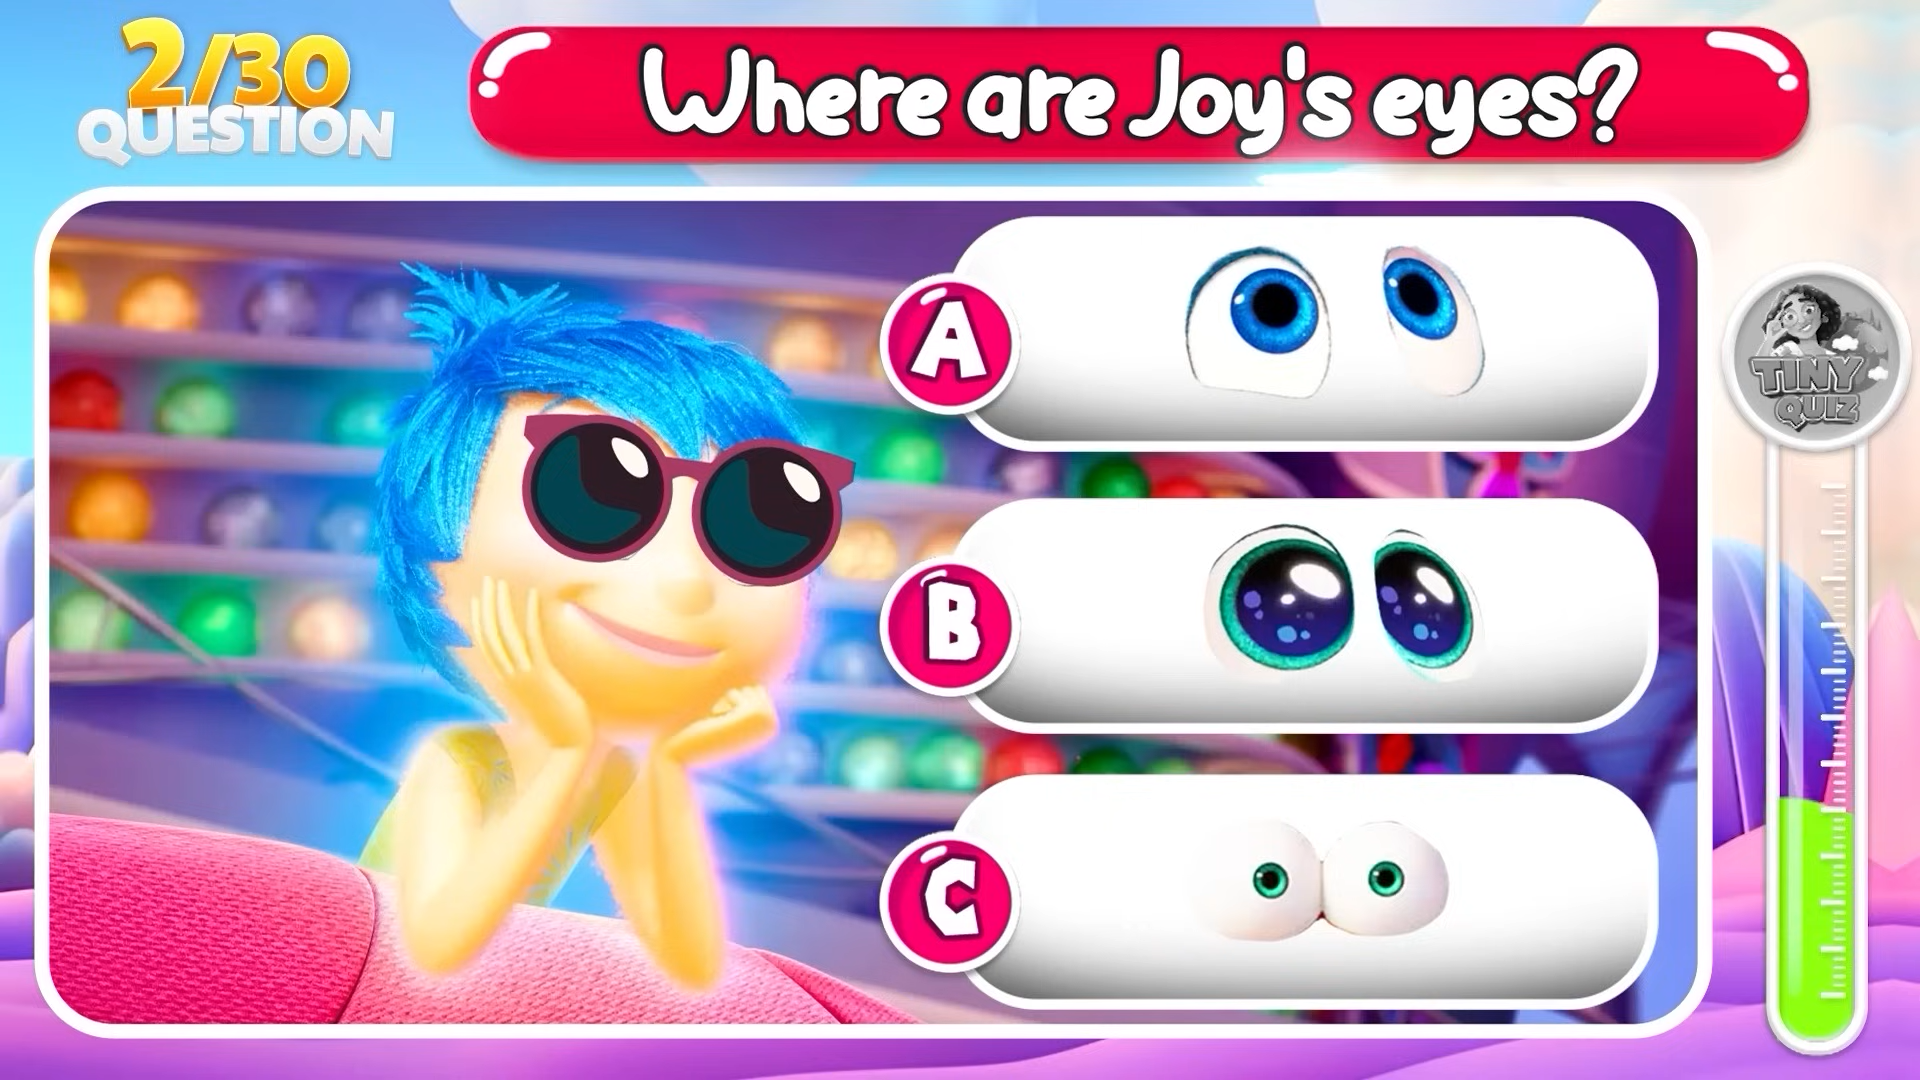 2/30
QUESTION
Where are Joy's eyes?
A
B
C
TINY
QUIZ